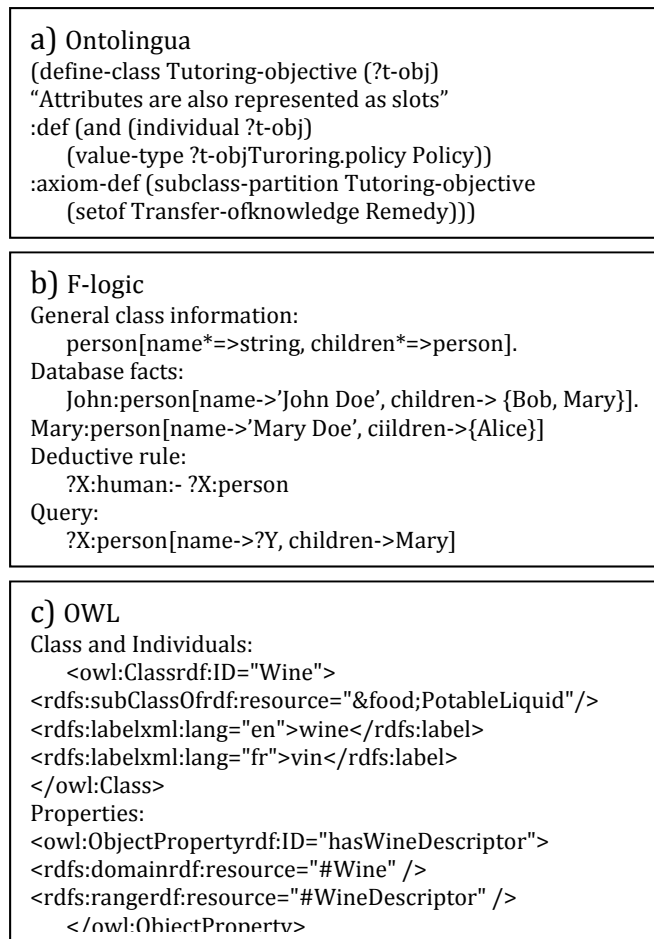 a) Ontolingua
(define-class Tutoring-objective (?t-obj)
“Attributes are also represented as slots”
:def (and (individual ?t-obj)
(value-type ?t-objTuroring.policy Policy))
:axiom-def (subclass-partition Tutoring-objective
(setof Transfer-ofknowledge Remedy)))
b) F-logic
General class information:
person[name*=>string, children*=>person].
Database facts:
John:person[name->’John Doe’, children-> {Bob, Mary}].
Mary:person[name->’Mary Doe’, ciildren->{Alice}]
Deductive rule:
?X:human:- ?X:person
Query:
?X:person[name->?Y, children->Mary]
c) OWL
Class and Individuals:
<owl:Classrdf:ID="Wine">
<rdfs:subClassOfrdf:resource="&food;PotableLiquid"/>
<rdfs:labelxml:lang="en">wine</rdfs:label>
<rdfs:labelxml:lang="fr">vin</rdfs:label>
</owl:Class>
Properties:
<owl:ObjectPropertyrdf:ID="hasWineDescriptor">
<rdfs:domainrdf:resource="#Wine" />
<rdfs:rangerdf:resource="#WineDescriptor" />
</owl:ObjectProperty>